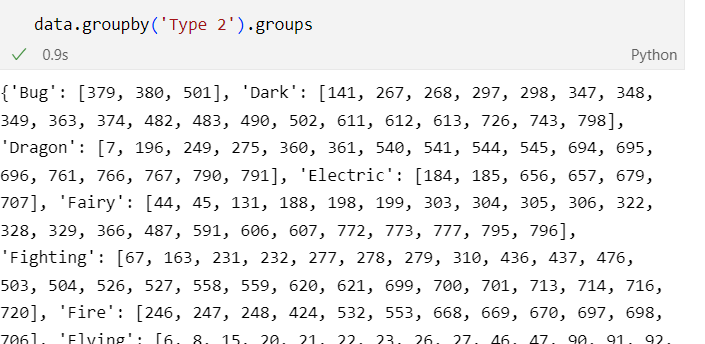 data.groupby('Type 2').groups
0.9s
Python
{'Bug': [379, 380, 501], 'Dark': [141, 267, 268, 297, 298, 347, 348,
349, 363, 374, 482, 483, 490, 502, 611, 612, 613, 726, 743, 798],
'Dragon': [7, 196, 249, 275, 360, 361, 540, 541, 544, 545, 694, 695,
696, 761, 766, 767, 790, 791], 'Electric': [184, 185, 656, 657, 679,
707], 'Fairy': [44, 45, 131, 188, 198, 199, 303, 304, 305, 306, 322,
328, 329, 366, 487, 591, 606, 607, 772, 773, 777, 795, 796],
'Fighting': [67, 163, 231, 232, 277, 278, 279, 310, 436, 437, 476,
503, 504, 526, 527, 558, 559, 620, 621, 699, 700, 701, 713, 714, 716,
720], 'Fire': [246, 247, 248, 424, 532, 553, 668, 669, 670, 697, 698,
706], 'Flying': [6, 8, 15, 20, 21, 22, 23, 26, 27, 46, 47, 90, 91, 92,